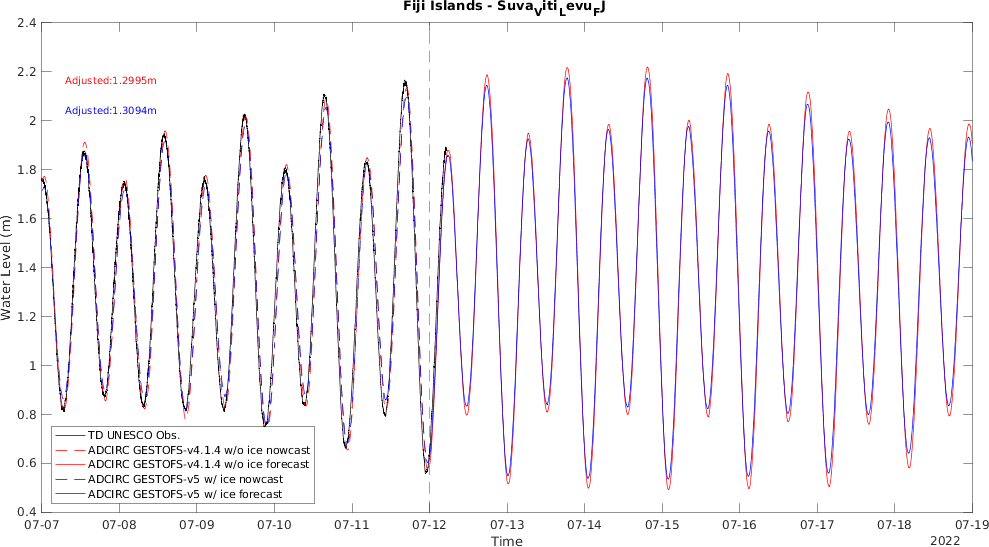 Fiji Islands - SuvaVitiLevuFJ
2.4
2.2
2
1.8
1.6
1.4
1.2
1
0.8
0.6
0.4
Water Level (m)
Adjusted:1.2995m
Adjusted:1.3094m
TD UNESCO Obs.
ADCIRC GESTOFS-v4.1.4 w/o ice nowcast
ADCIRC GESTOFS-v4.1.4 w/o ice forecast
ADCIRC GESTOFS-v5 w/ ice nowcast
ADCIRC GESTOFS-v5 w/ ice forecast
07-07 07-08 07-09 07-10 07-11 07-12 07-13 07-14 07-15 07-16 07-17 07-18 07-19
Time
2022